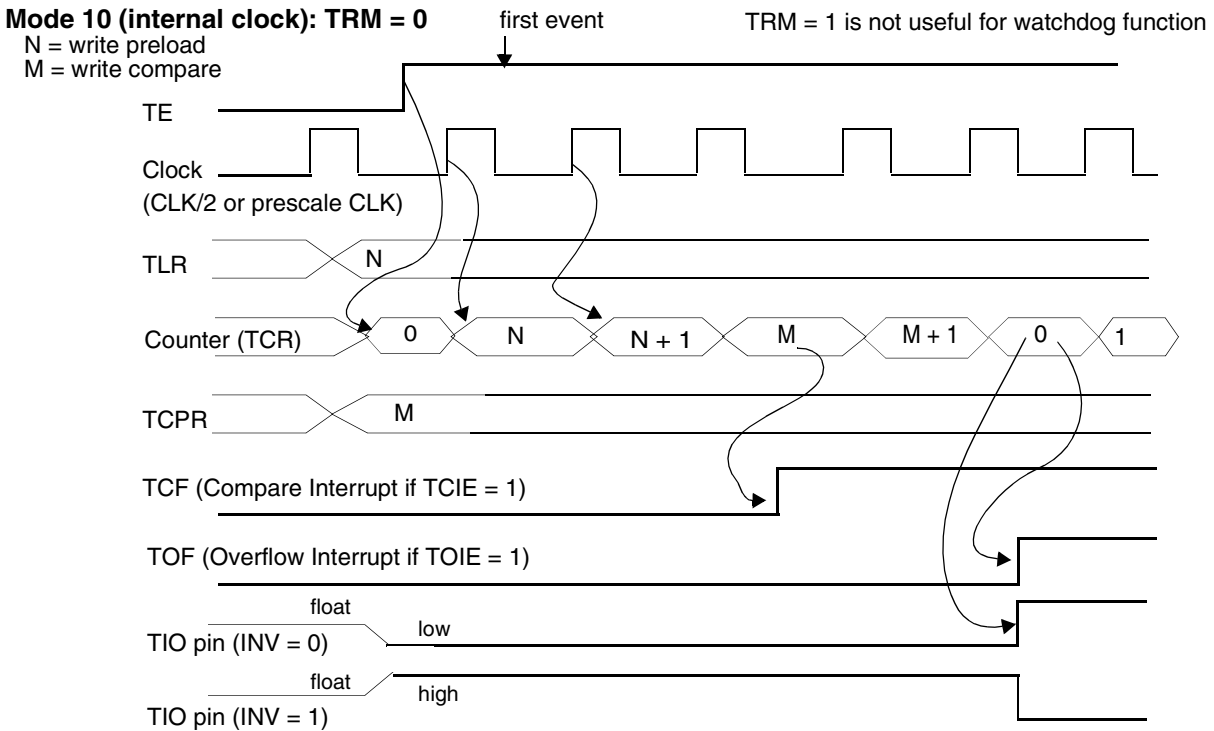 Mode 10 (internal clock): TRM = 0
first event
TRM = 1 is not useful for watchdog function
N = write preload
M = write compare
TE
Clock
(CLK/2 or prescale CLK)
TLR
N
Counter (TCR)
0
N
N + 1
M
M + 1
0
1
TCPR
M
TCF (Compare Interrupt if TCIE = 1)
TOF (Overflow Interrupt if TOIE = 1)
float
low
TIO pin (INV = 0)
float
high
TIO pin (INV = 1)